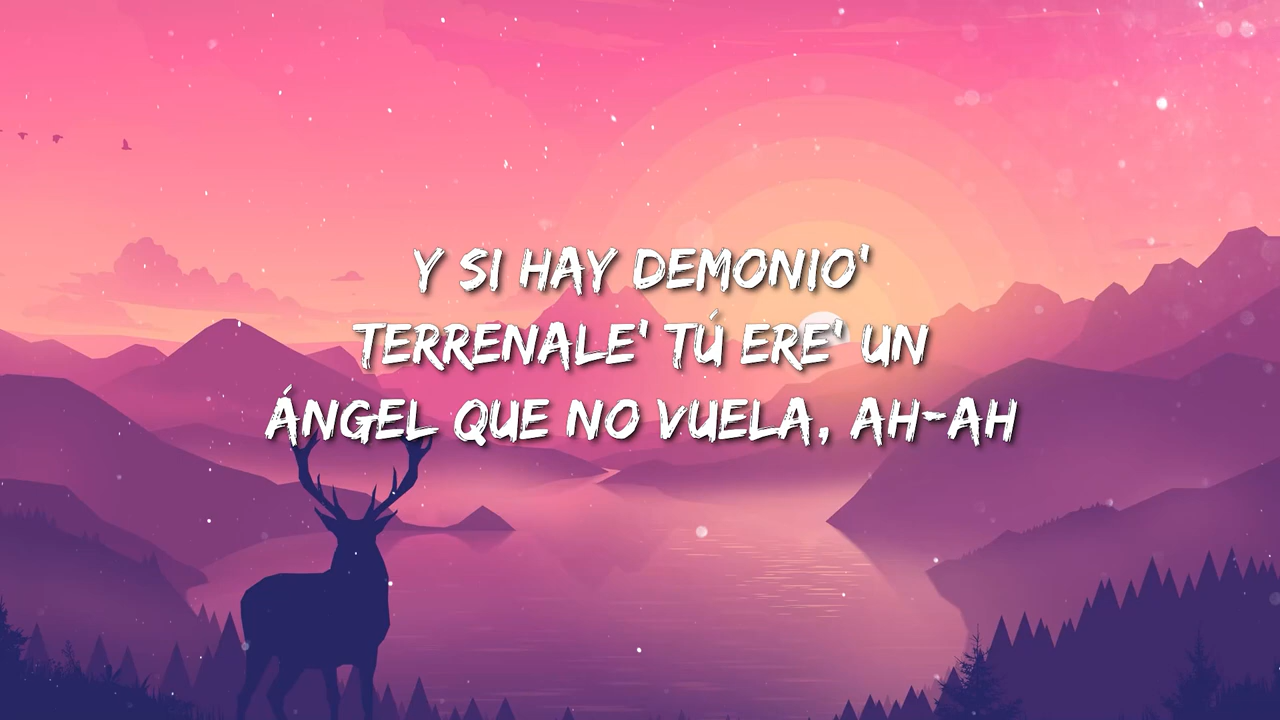 Y SI HAY DEMONIO'
TERRENALE' TÚ ERE' UN
ÁNGEL QUE NO VUELA, AH-AH